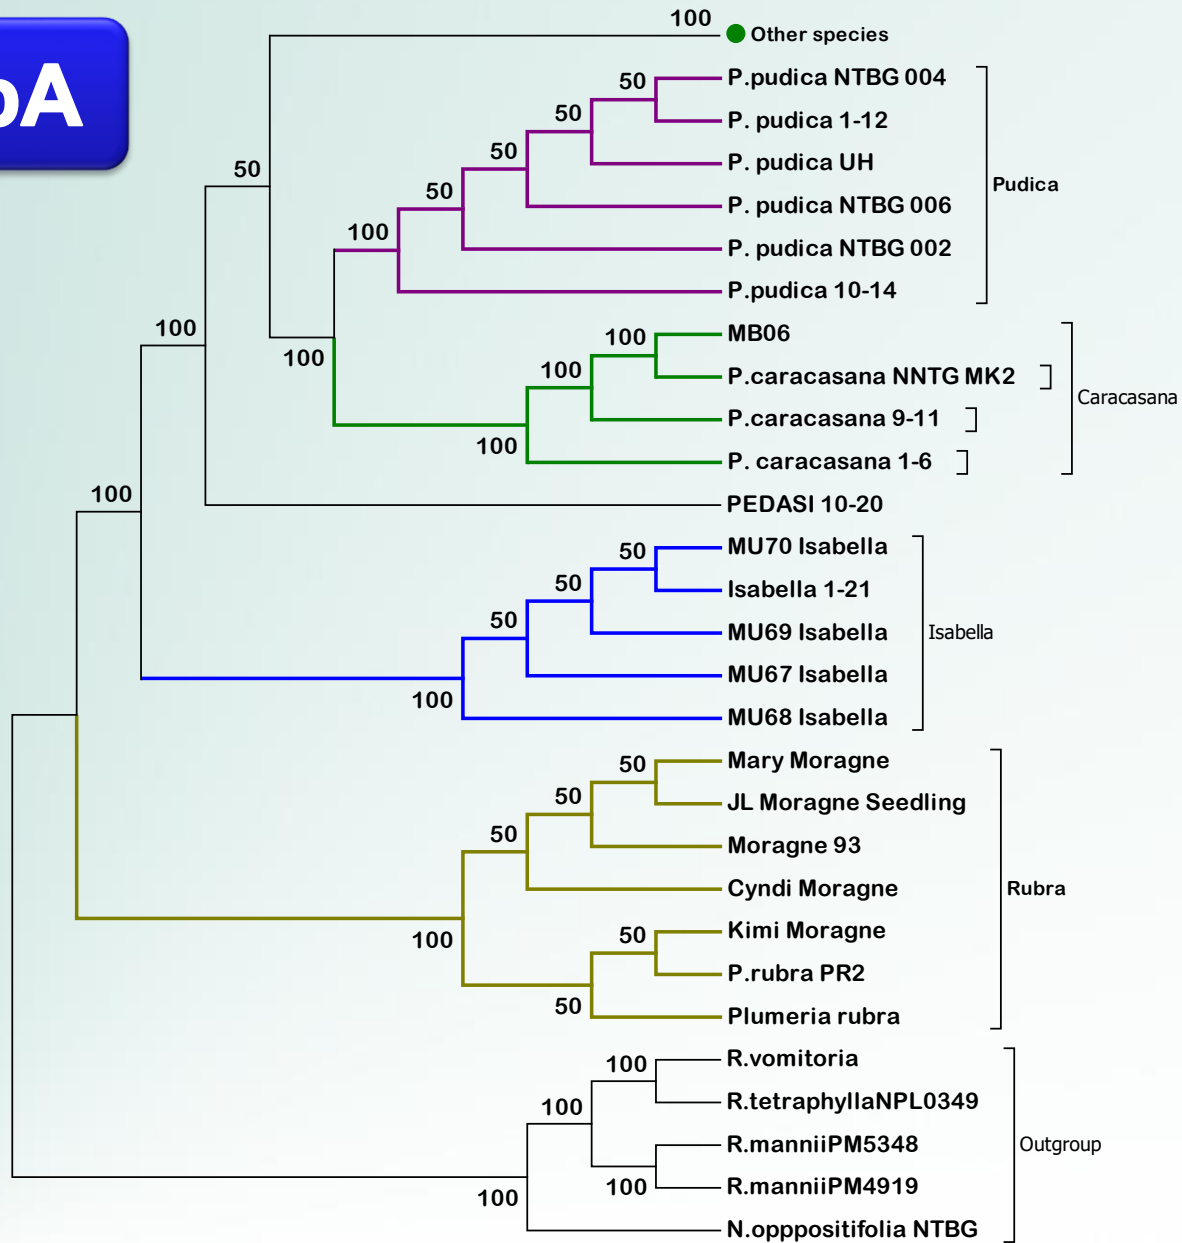 bA
100
Other species
50
P.pudica NTBG 004
50
P. pudica 1-12
50
P. pudica UH
50
50
Pudica
P. pudica NTBG 006
100
P. pudica NTBG 002
P.pudica 10-14
100
MB06
100
100
100
P.caracasana NNTG MK2
Caracasana
P.caracasana 9-11
100
P. caracasana 1-6
100
PEDASI 10-20
50
MU70 Isabella
50
Isabella 1-21
50
MU69 Isabella
Isabella
MU67 Isabella
100
MU68 Isabella
50
Mary Moragne
50
JL Moragne Seedling
50
Moragne 93
Cyndi Moragne
Rubra
100
50
Kimi Moragne
P.rubra PR2
50
Plumeria rubra
100
R.vomitoria
100
R.tetraphyllaNPL0349
R.manniiPM5348
Outgroup
100
R.manniiPM4919
100
N.opppositifolia NTBG